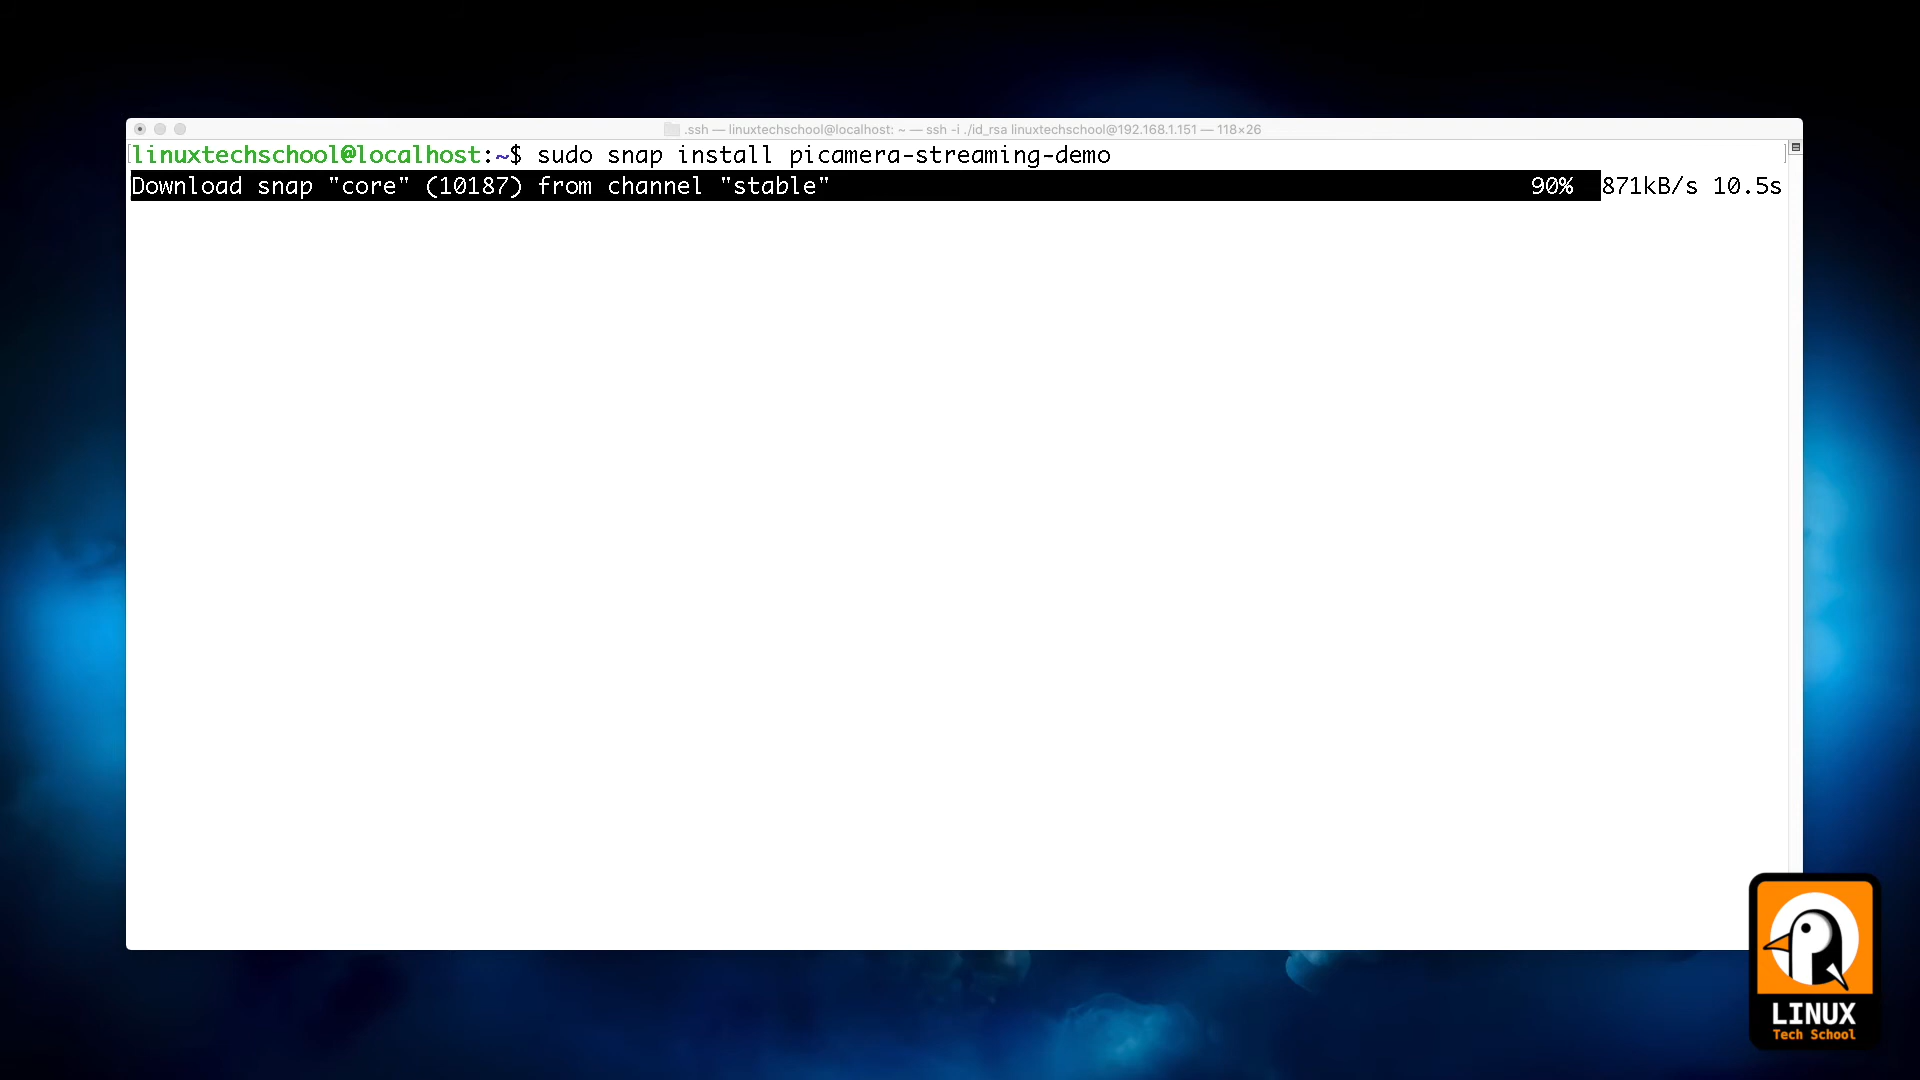 .ssh — linuxtechschool@localhost: ~ — ssh -i ./id_rsa linuxtechschool@192.168.1.151 — 118×26
linuxtechschool@localhost:~$ sudo snap install picamera-streaming-demo
Download snap "core" (10187) from channel "stable" 90% 871kB/s 10.5s
LINUX
Tech School